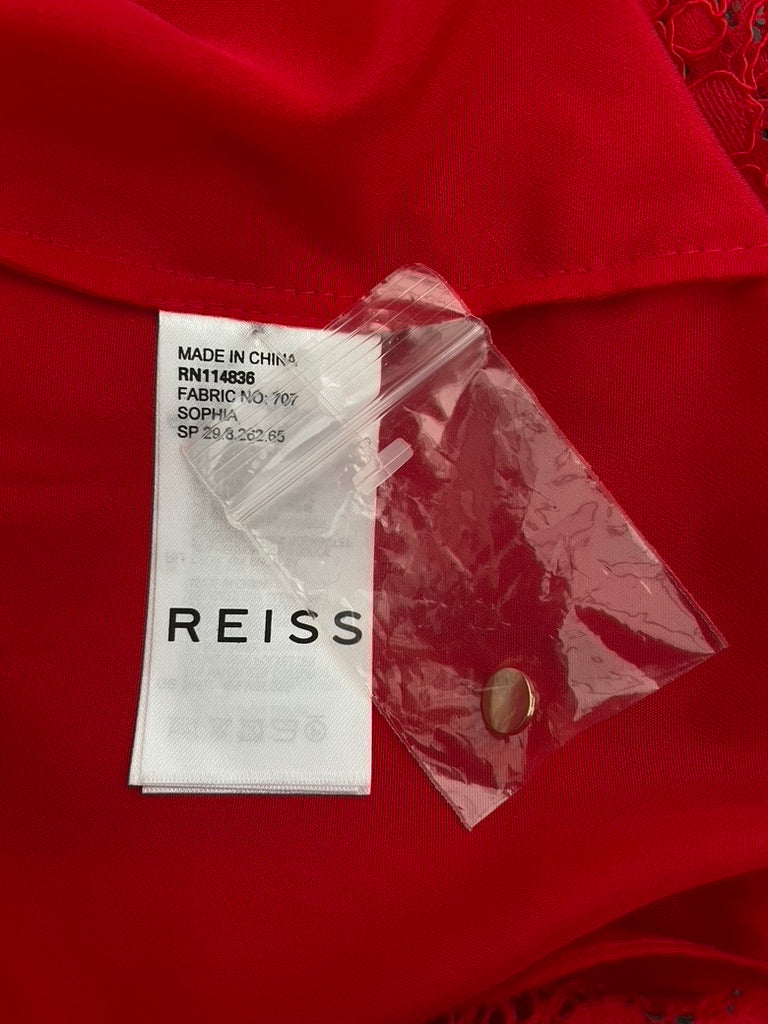 MADE IN CHINA
RN114836
FABRIC NO: 707
SOPHIA
SP 29.8.262.65
REISS